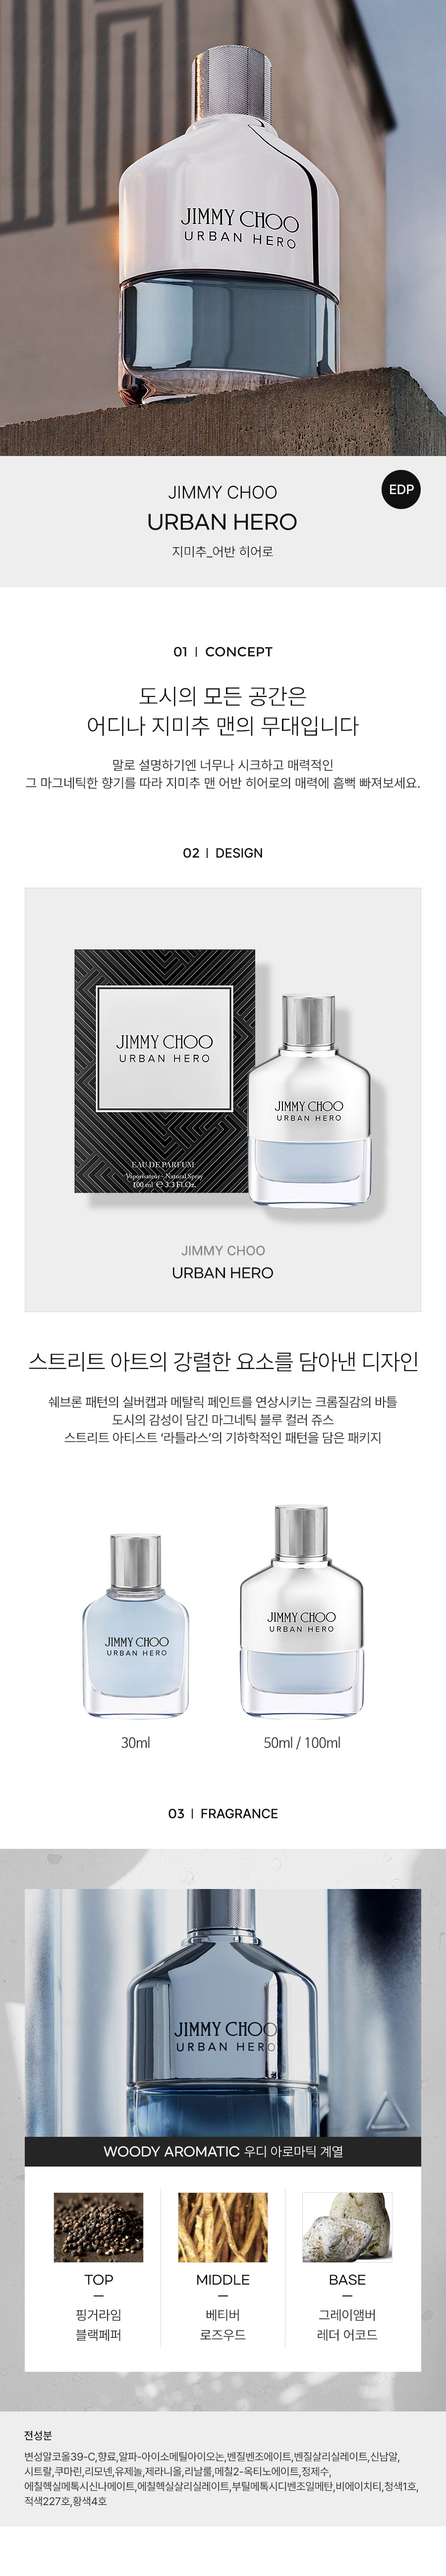 JIMMY CHOO
URBAN HERO
EDP
JIMMY CHOO
URBAN HERO
지미추_어반 히어로
01 | CONCEPT
도시의 모든 공간은
어디나 지미추 맨의 무대입니다
말로 설명하기엔 너무나 시크하고 매력적인
그 마그네틱한 향기를 따라 지미추 맨 어반 히어로의 매력에 흠뻑 빠져보세요.
02 | DESIGN
JIMMY CHOO
URBAN HERO
EAU DE PARFUM
Vaporisateur - Natural Spray
100 ml ℮ 3.3 Fl.Oz.
JIMMY CHOO
URBAN HERO
JIMMY CHOO
URBAN HERO
스트리트 아트의 강렬한 요소를 담아낸 디자인
쉐브론 패턴의 실버캡과 메탈릭 페인트를 연상시키는 크롬질감의 바틀
도시의 감성이 담긴 마그네틱 블루 컬러 쥬스
스트리트 아티스트 '라틀라스'의 기하학적인 패턴을 담은 패키지
JIMMY CHOO
URBAN HERO
JIMMY CHOO
URBAN HERO
30ml
50ml / 100ml
03 | FRAGRANCE
JIMMY CHOO
URBAN HERO
WOODY AROMATIC 우디 아로마틱 계열
TOP
핑거라임
블랙페퍼
MIDDLE
베티버
로즈우드
BASE
그레이앰버
레더 어코드
전성분
변성알코올39-C,향료,알파-아이소메틸아이오논,벤질벤조에이트,벤질살리실레이트,신남알,
시트랄,쿠마린,리모넨,유제놀,제라니올,리날룰,메칠2-옥티노에이트,정제수,
에칠헥실메톡시신나메이트,에칠헥실살리실레이트,부틸메톡시디벤조일메탄,비에이치티,청색1호,
적색227호,황색4호